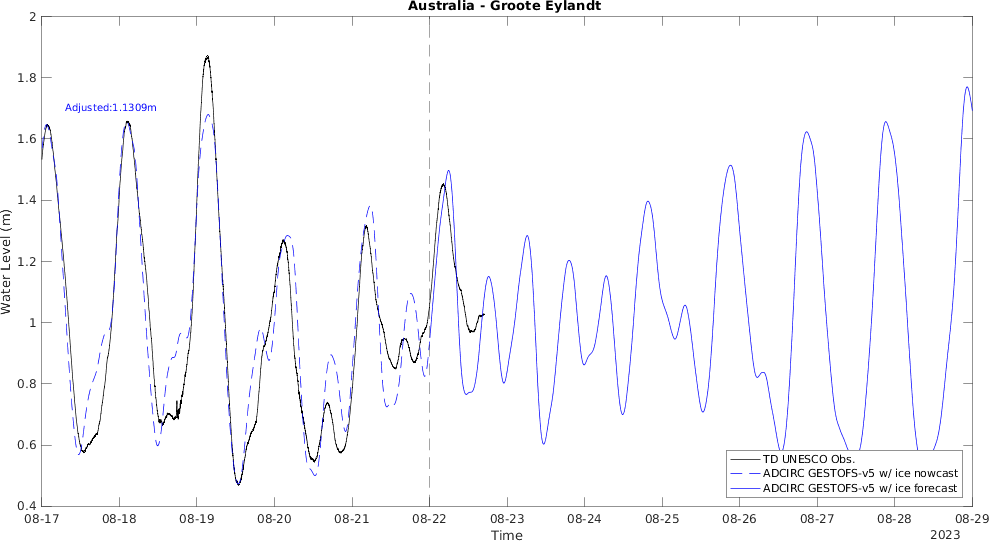 Australia - Groote Eylandt
2
1.8
1.6
1.4
1.2
1
0.8
0.6
0.4
Water Level (m)
Adjusted:1.1309m
TD UNESCO Obs.
ADCIRC GESTOFS-v5 w/ ice nowcast
ADCIRC GESTOFS-v5 w/ ice forecast
08-17 08-18 08-19 08-20 08-21 08-22 08-23 08-24 08-25 08-26 08-27 08-28 08-29
Time
2023